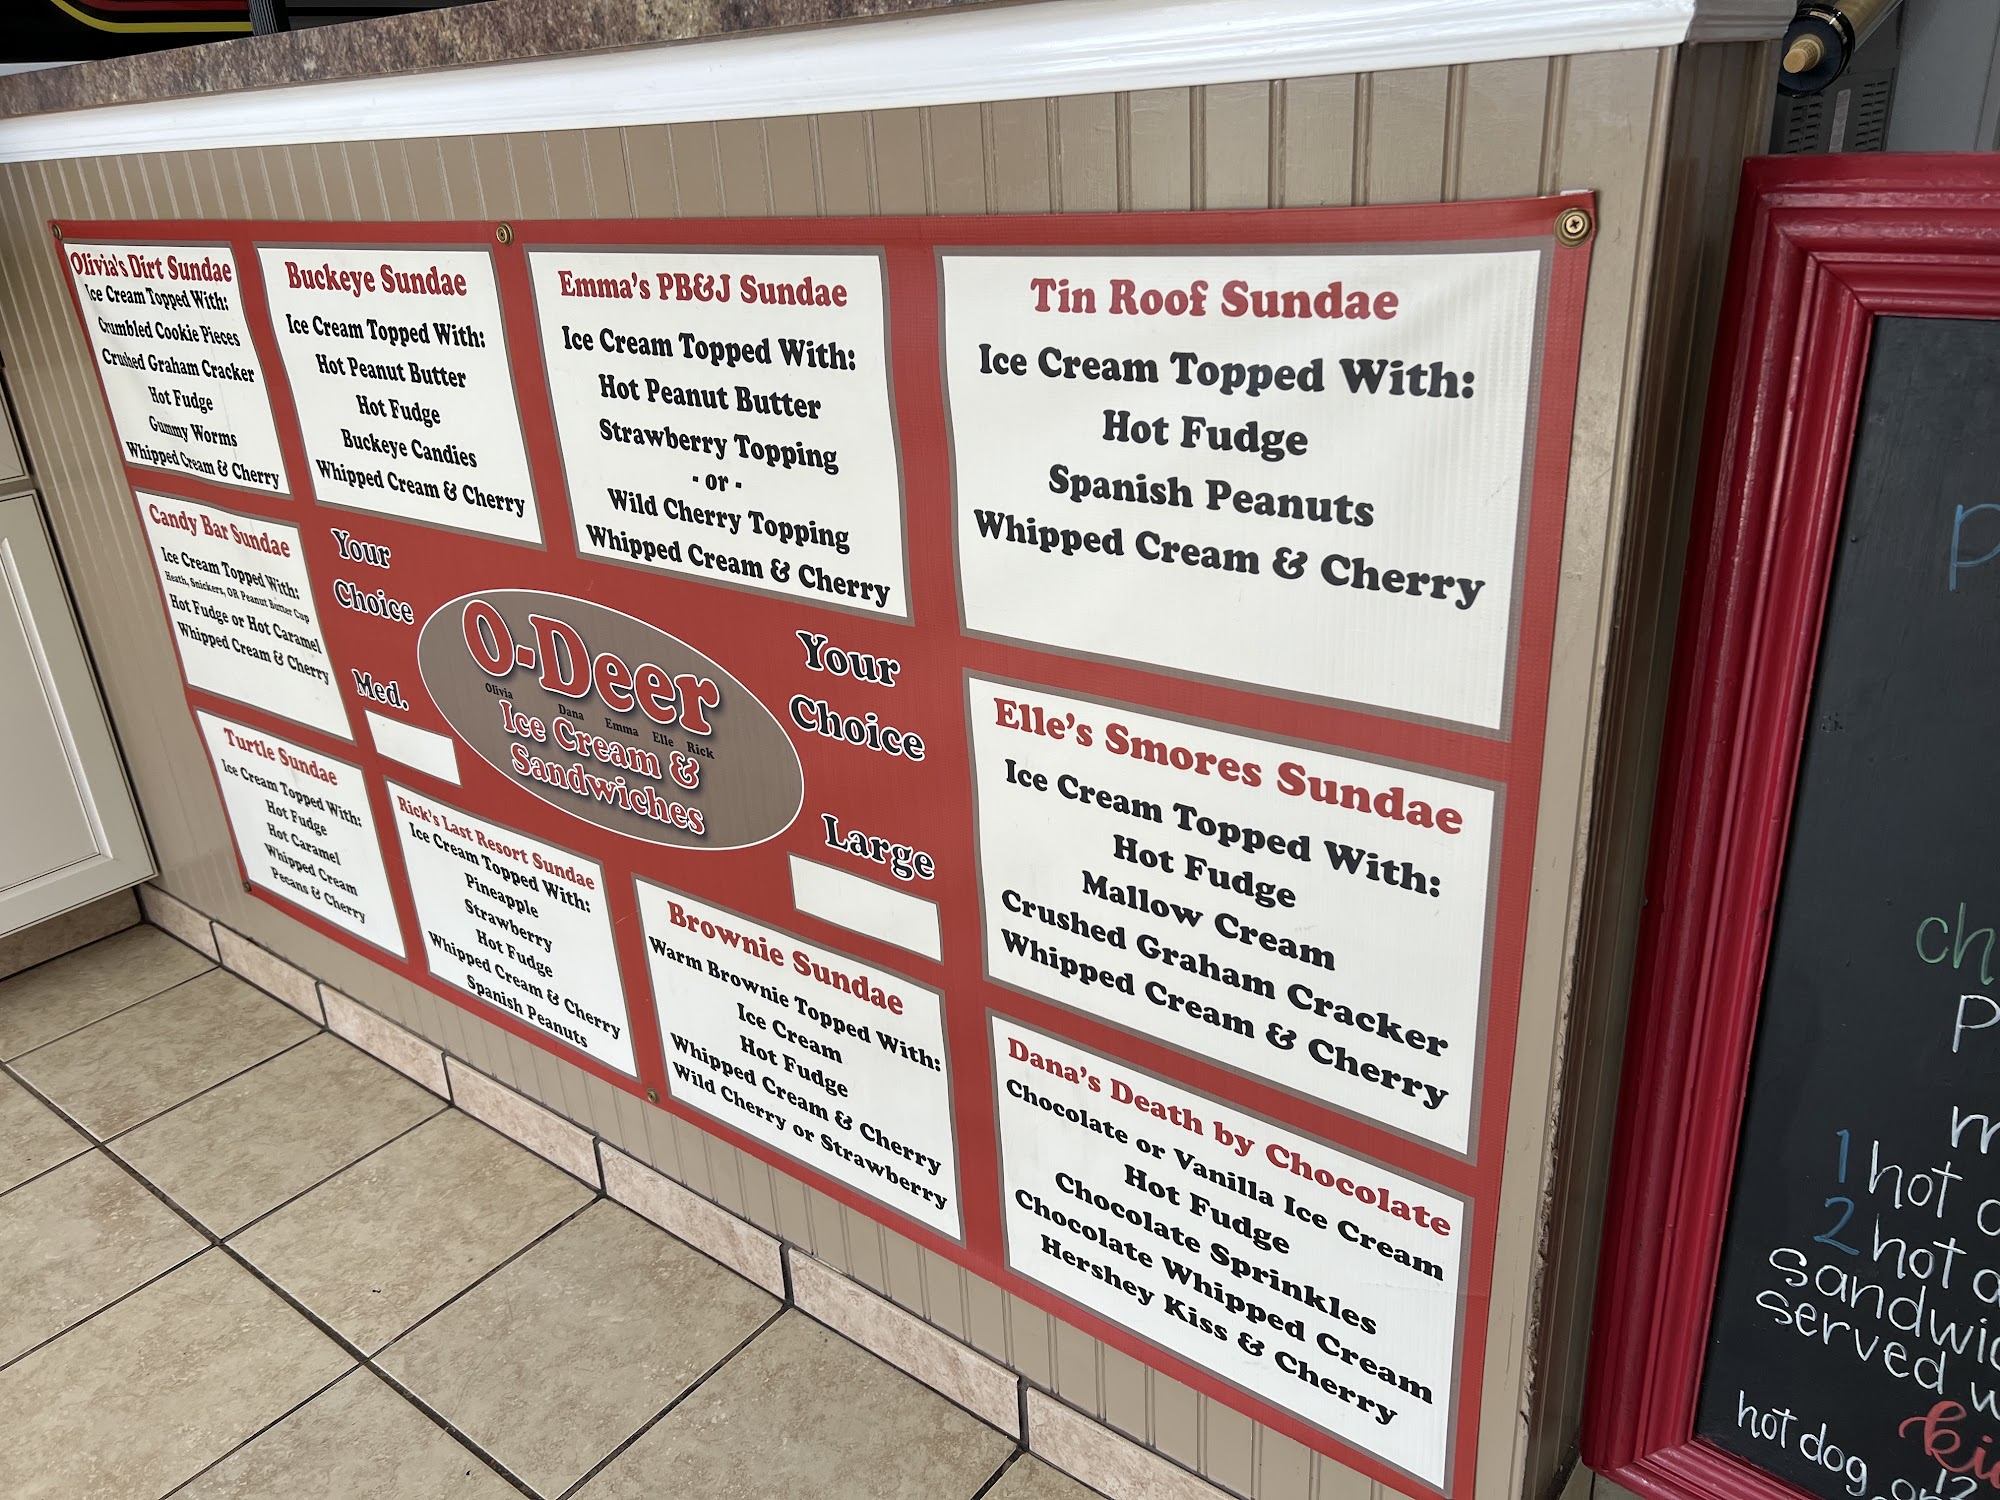 Olivia's Dirt Sundae
Ice Cream Topped With:
Crumbled Cookie Pieces
Crushed Graham Cracker
Hot Fudge
Gummy Worms
Whipped Cream & Cherry
Buckeye Sundae
Ice Cream Topped With:
Hot Peanut Butter
Hot Fudge
Buckeye Candies
Whipped Cream & Cherry
Emma's PB&J Sundae
Ice Cream Topped With:
Hot Peanut Butter
Strawberry Topping
- or -
Wild Cherry Topping
Whipped Cream & Cherry
Tin Roof Sundae
Ice Cream Topped With:
Hot Fudge
Spanish Peanuts
Whipped Cream & Cherry
Candy Bar Sundae
Ice Cream Topped With:
Heath, Snickers, OR Peanut Butter Cup
Hot Fudge or Hot Caramel
Whipped Cream & Cherry
Your
Choice
Med.
O-Deer
Olivia Dana Emma Elle Rick
Ice Cream &
Sandwiches
Your
Choice
Large
Elle's Smores Sundae
Ice Cream Topped With:
Hot Fudge
Mallow Cream
Crushed Graham Cracker
Whipped Cream & Cherry
Turtle Sundae
Ice Cream Topped With:
Hot Fudge
Hot Caramel
Whipped Cream
Pecans & Cherry
Rick's Last Resort Sundae
Ice Cream Topped With:
Pineapple
Strawberry
Hot Fudge
Whipped Cream & Cherry
Spanish Peanuts
Brownie Sundae
Warm Brownie Topped With:
Ice Cream
Hot Fudge
Whipped Cream & Cherry
Wild Cherry or Strawberry
Dana's Death by Chocolate
Chocolate or Vanilla Ice Cream
Hot Fudge
Chocolate Sprinkles
Chocolate Whipped Cream
Hershey Kiss & Cherry
P
ch
P
m
1 hot
2 hot
sandwic
served w
hot dog